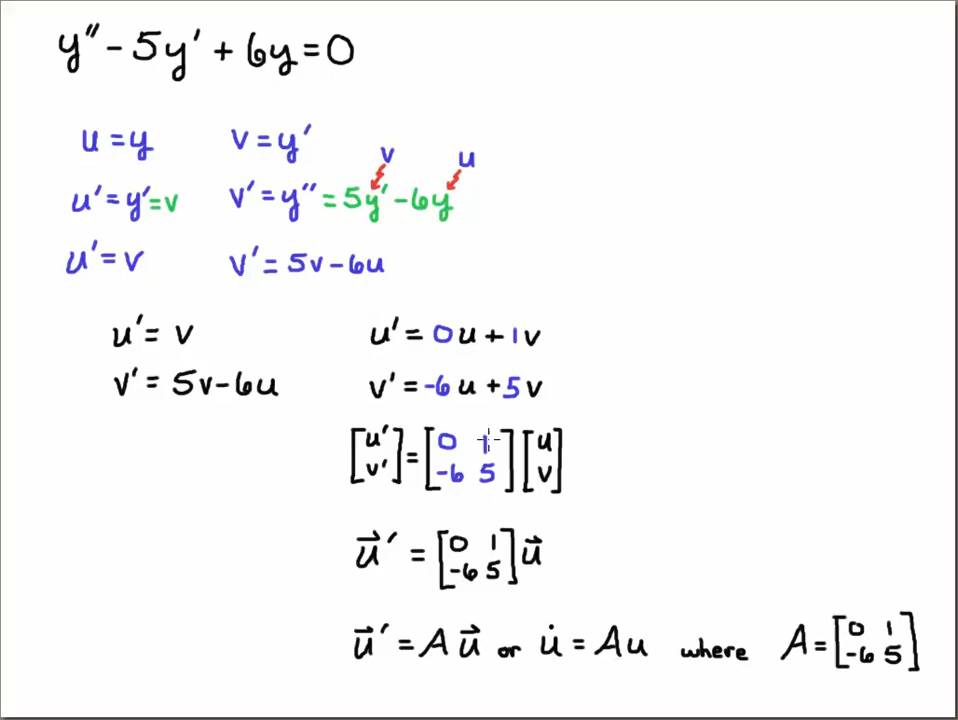 y'' - 5y' + 6y = 0
u = y v = y'
v u
u' = y' = v v' = y'' = 5y' - 6y
u' = v v' = 5v - 6u
u' = v u' = 0u + 1v
v' = 5v - 6u v' = -6u + 5v
[u' v'] = [0 1 -6 5] [u v]
u⃗' = [0 1 -6 5] u⃗
u⃗' = A u⃗ or u̇ = Au where A = [0 1 -6 5]